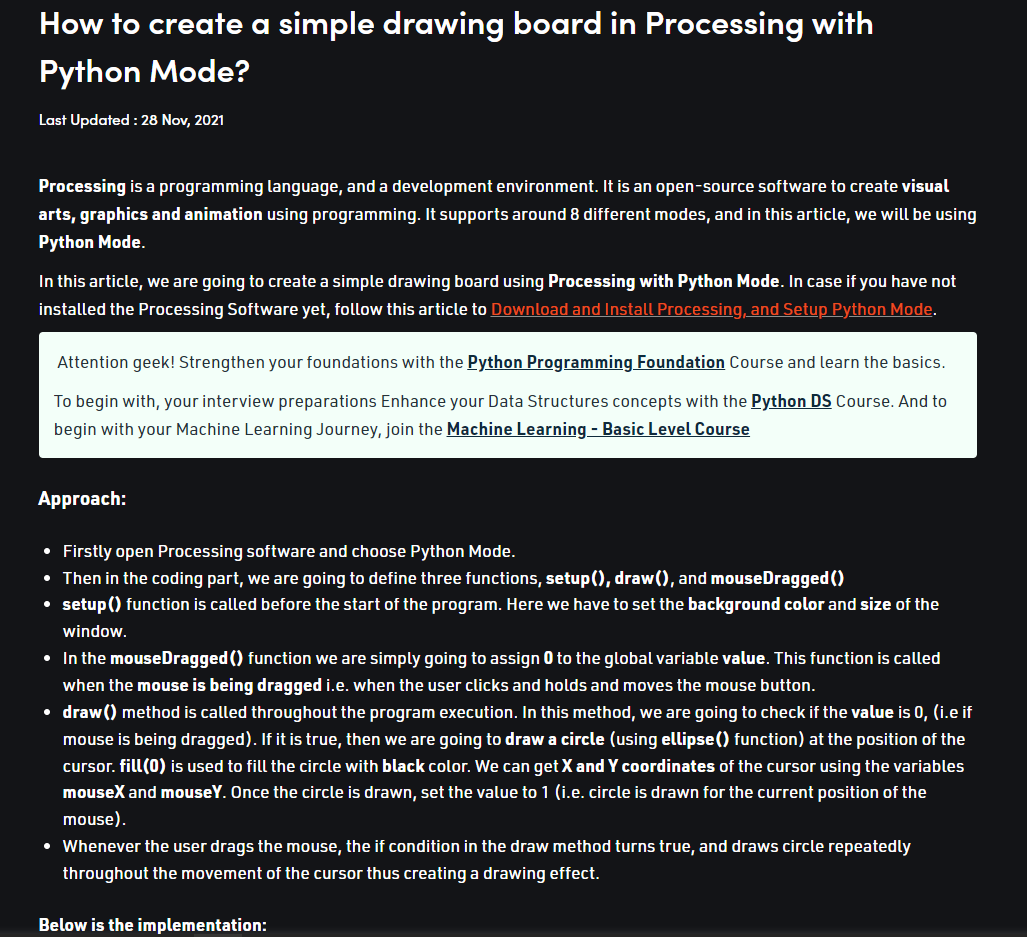 How to create a simple drawing board in Processing with
Python Mode?
Last Updated : 28 Nov, 2021
Processing is a programming language, and a development environment. It is an open-source software to create visual
arts, graphics and animation using programming. It supports around 8 different modes, and in this article, we will be using
Python Mode.
In this article, we are going to create a simple drawing board using Processing with Python Mode. In case if you have not
installed the Processing Software yet, follow this article to Download and Install Processing, and Setup Python Mode.
Attention geek! Strengthen your foundations with the Python Programming Foundation Course and learn the basics.
To begin with, your interview preparations Enhance your Data Structures concepts with the Python DS Course. And to
begin with your Machine Learning Journey, join the Machine Learning - Basic Level Course
Approach:
• Firstly open Processing software and choose Python Mode.
• Then in the coding part, we are going to define three functions, setup(), draw(), and mouseDragged()
• setup() function is called before the start of the program. Here we have to set the background color and size of the
window.
• In the mouseDragged() function we are simply going to assign 0 to the global variable value. This function is called
when the mouse is being dragged i.e. when the user clicks and holds and moves the mouse button.
• draw() method is called throughout the program execution. In this method, we are going to check if the value is 0, (i.e if
mouse is being dragged). If it is true, then we are going to draw a circle (using ellipse() function) at the position of the
cursor. fill(0) is used to fill the circle with black color. We can get X and Y coordinates of the cursor using the variables
mouseX and mouseY. Once the circle is drawn, set the value to 1 (i.e. circle is drawn for the current position of the
mouse).
• Whenever the user drags the mouse, the if condition in the draw method turns true, and draws circle repeatedly
throughout the movement of the cursor thus creating a drawing effect.
Below is the implementation: